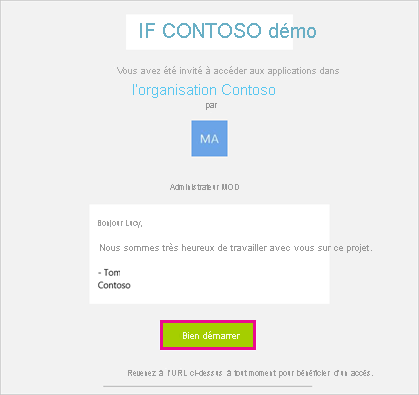 IF CONTOSO démo
Vous avez été invité à accéder aux applications dans
l'organisation Contoso
par
MA
Administrateur MOD
Bonjour Lucy,
Nous sommes très heureux de travailler avec vous sur ce projet.
- Tom
Contoso
Bien démarrer
Revenez à l'URL ci-dessus à tout moment pour bénéficier d'un accès.